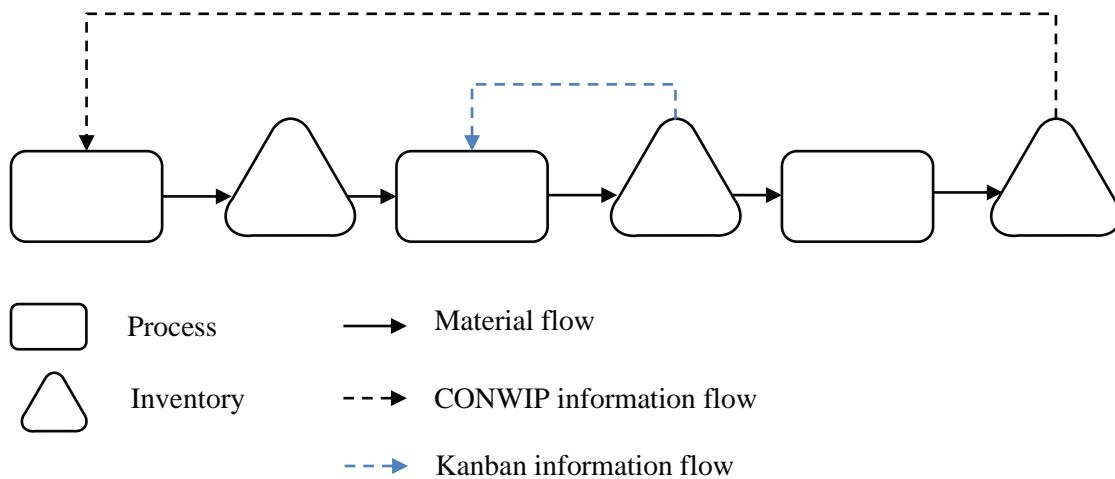 Process
Material flow
Inventory
CONWIP information flow
Kanban information flow